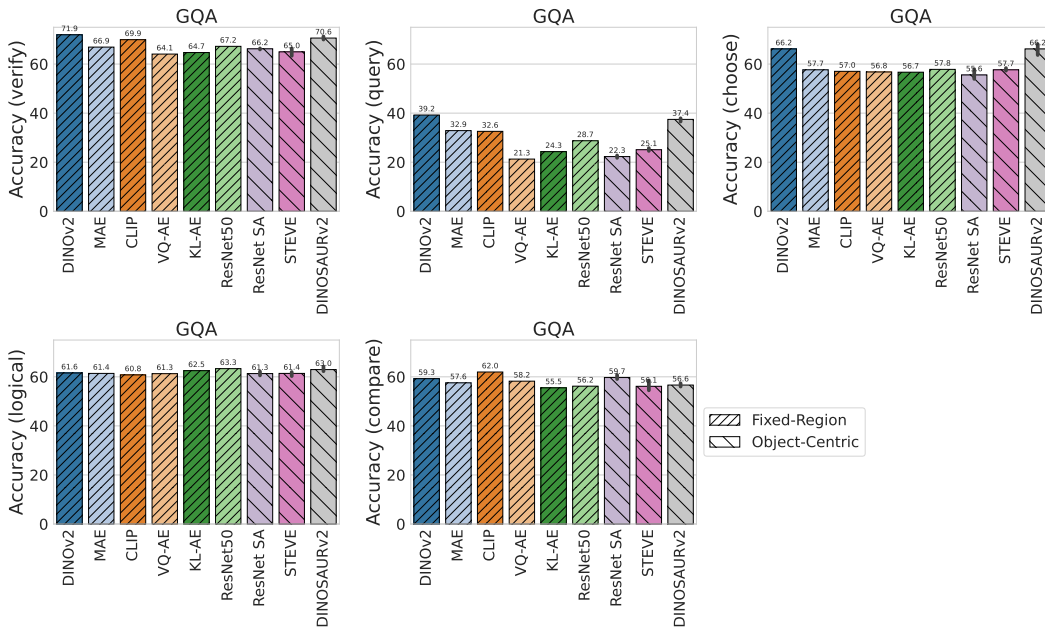 GQA
Accuracy (verify)
60
40
20
0
71.9
66.9
69.9
64.1
64.7
67.2
66.2
65.0
70.6
DINOv2
MAE
CLIP
VQ-AE
KL-AE
ResNet50
ResNet SA
STEVE
DINOSAURv2
GQA
Accuracy (query)
60
40
20
0
39.2
32.9
32.6
21.3
24.3
28.7
22.3
25.1
37.4
DINOv2
MAE
CLIP
VQ-AE
KL-AE
ResNet50
ResNet SA
STEVE
DINOSAURv2
GQA
Accuracy (choose)
60
40
20
0
66.2
57.7
57.0
56.8
56.7
57.8
55.6
57.7
66.2
DINOv2
MAE
CLIP
VQ-AE
KL-AE
ResNet50
ResNet SA
STEVE
DINOSAURv2
GQA
Accuracy (logical)
60
40
20
0
61.6
61.4
60.8
61.3
62.5
63.3
61.3
61.4
63.0
DINOv2
MAE
CLIP
VQ-AE
KL-AE
ResNet50
ResNet SA
STEVE
DINOSAURv2
GQA
Accuracy (compare)
60
40
20
0
59.3
57.6
62.0
58.2
55.5
56.2
59.7
56.1
56.6
DINOv2
MAE
CLIP
VQ-AE
KL-AE
ResNet50
ResNet SA
STEVE
DINOSAURv2
Fixed-Region
Object-Centric